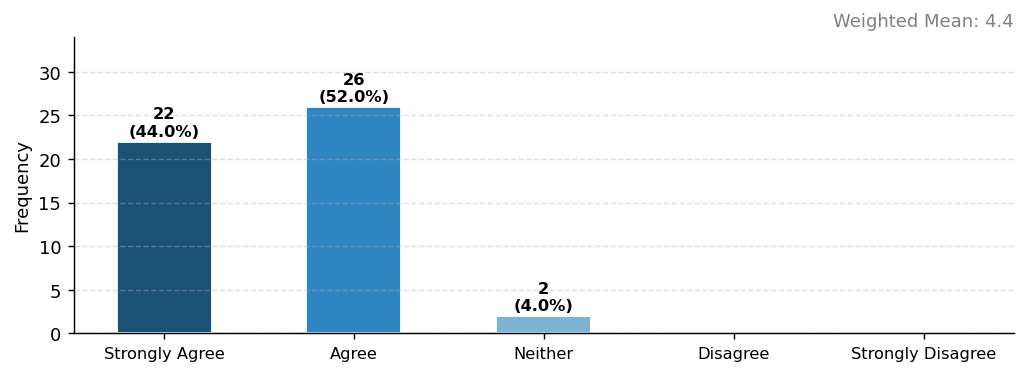 Weighted Mean: 4.4
Frequency
30
25
20
15
10
5
0
22
(44.0%)
26
(52.0%)
2
(4.0%)
Strongly Agree
Agree
Neither
Disagree
Strongly Disagree